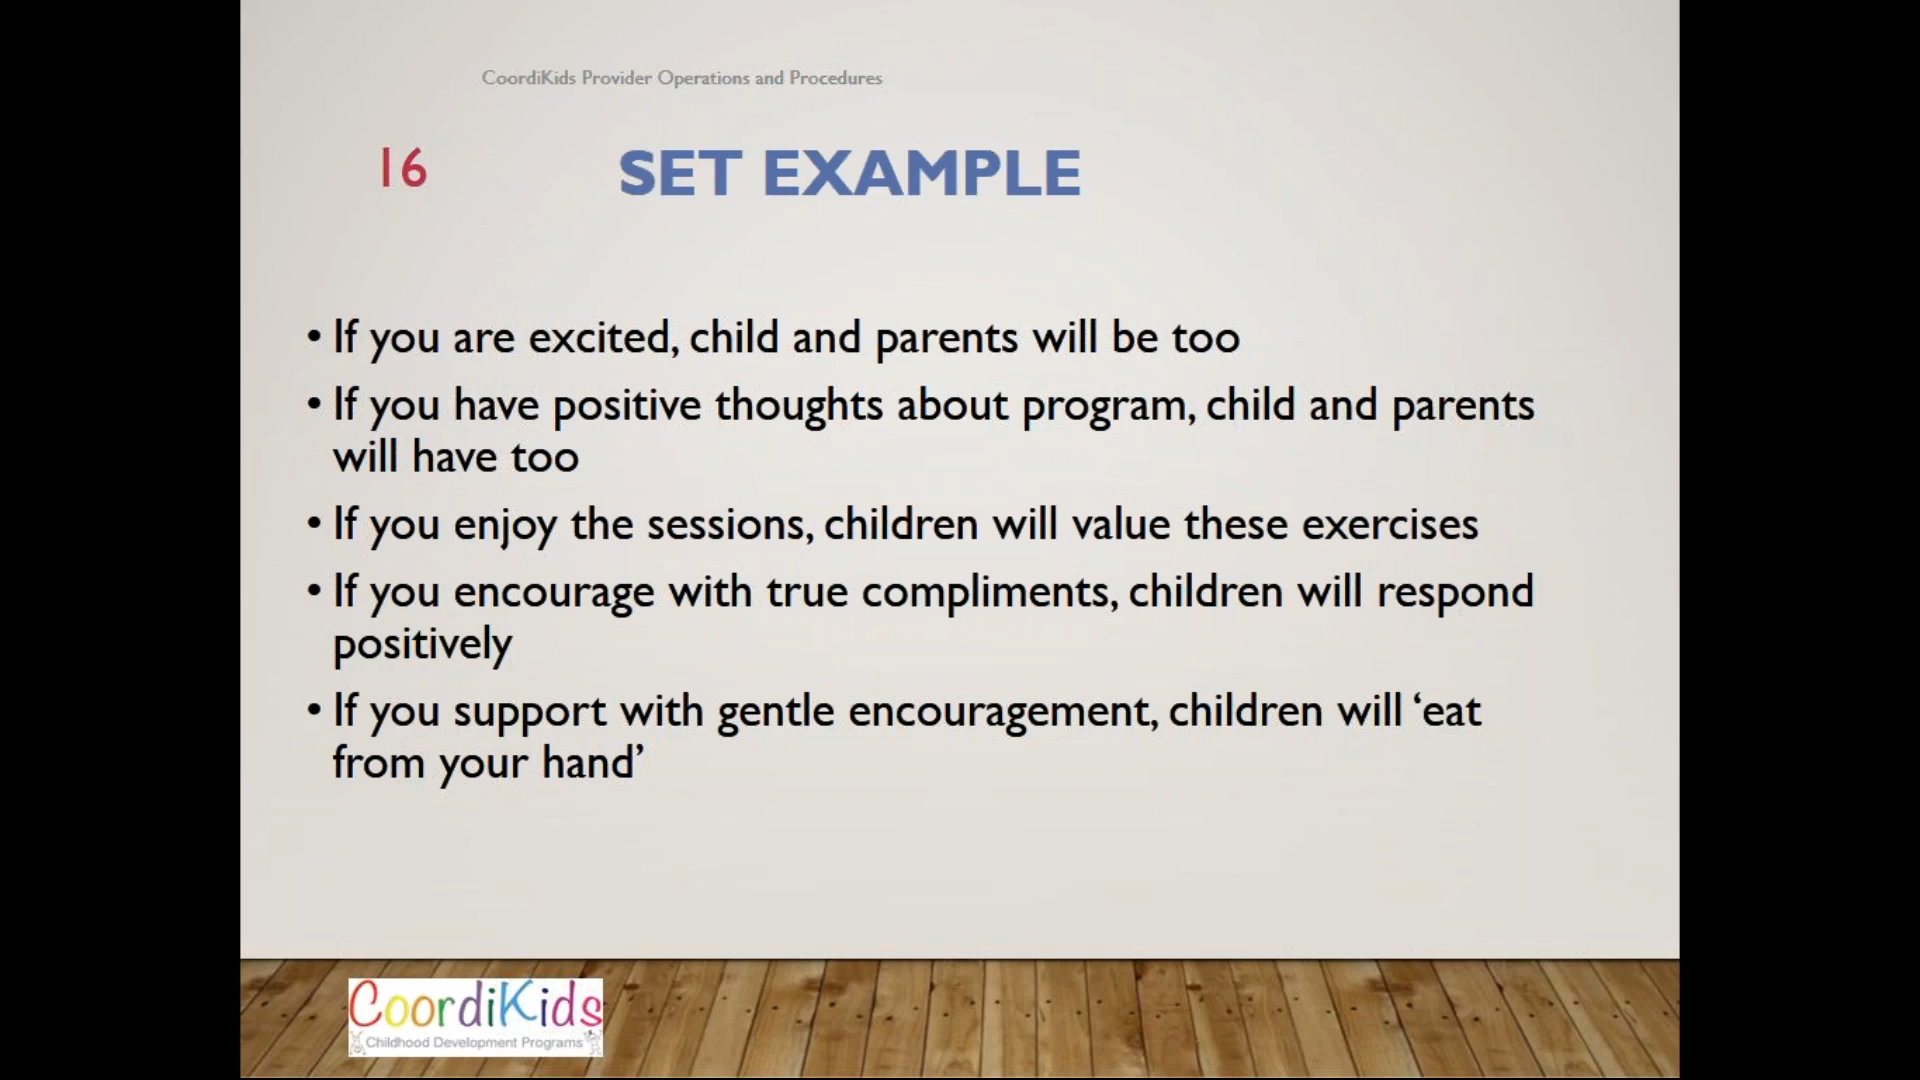 CoordiKids Provider Operations and Procedures
16
SET EXAMPLE
• If you are excited, child and parents will be too
• If you have positive thoughts about program, child and parents
will have too
• If you enjoy the sessions, children will value these exercises
• If you encourage with true compliments, children will respond
positively
• If you support with gentle encouragement, children will ‘eat
from your hand’
CoordiKids
Childhood Development Programs